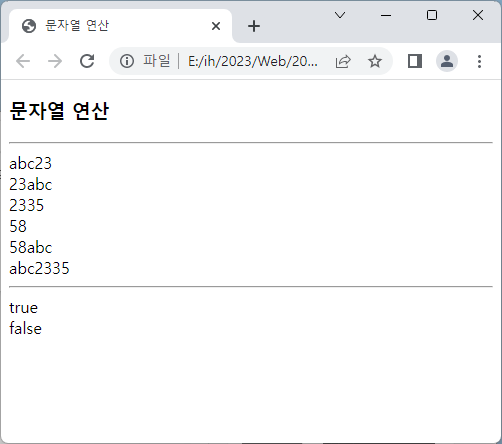 문자열 연산
파일 E:/ih/2023/Web/20...
문자열 연산
abc23
23abc
2335
58
58abc
abc2335
true
false